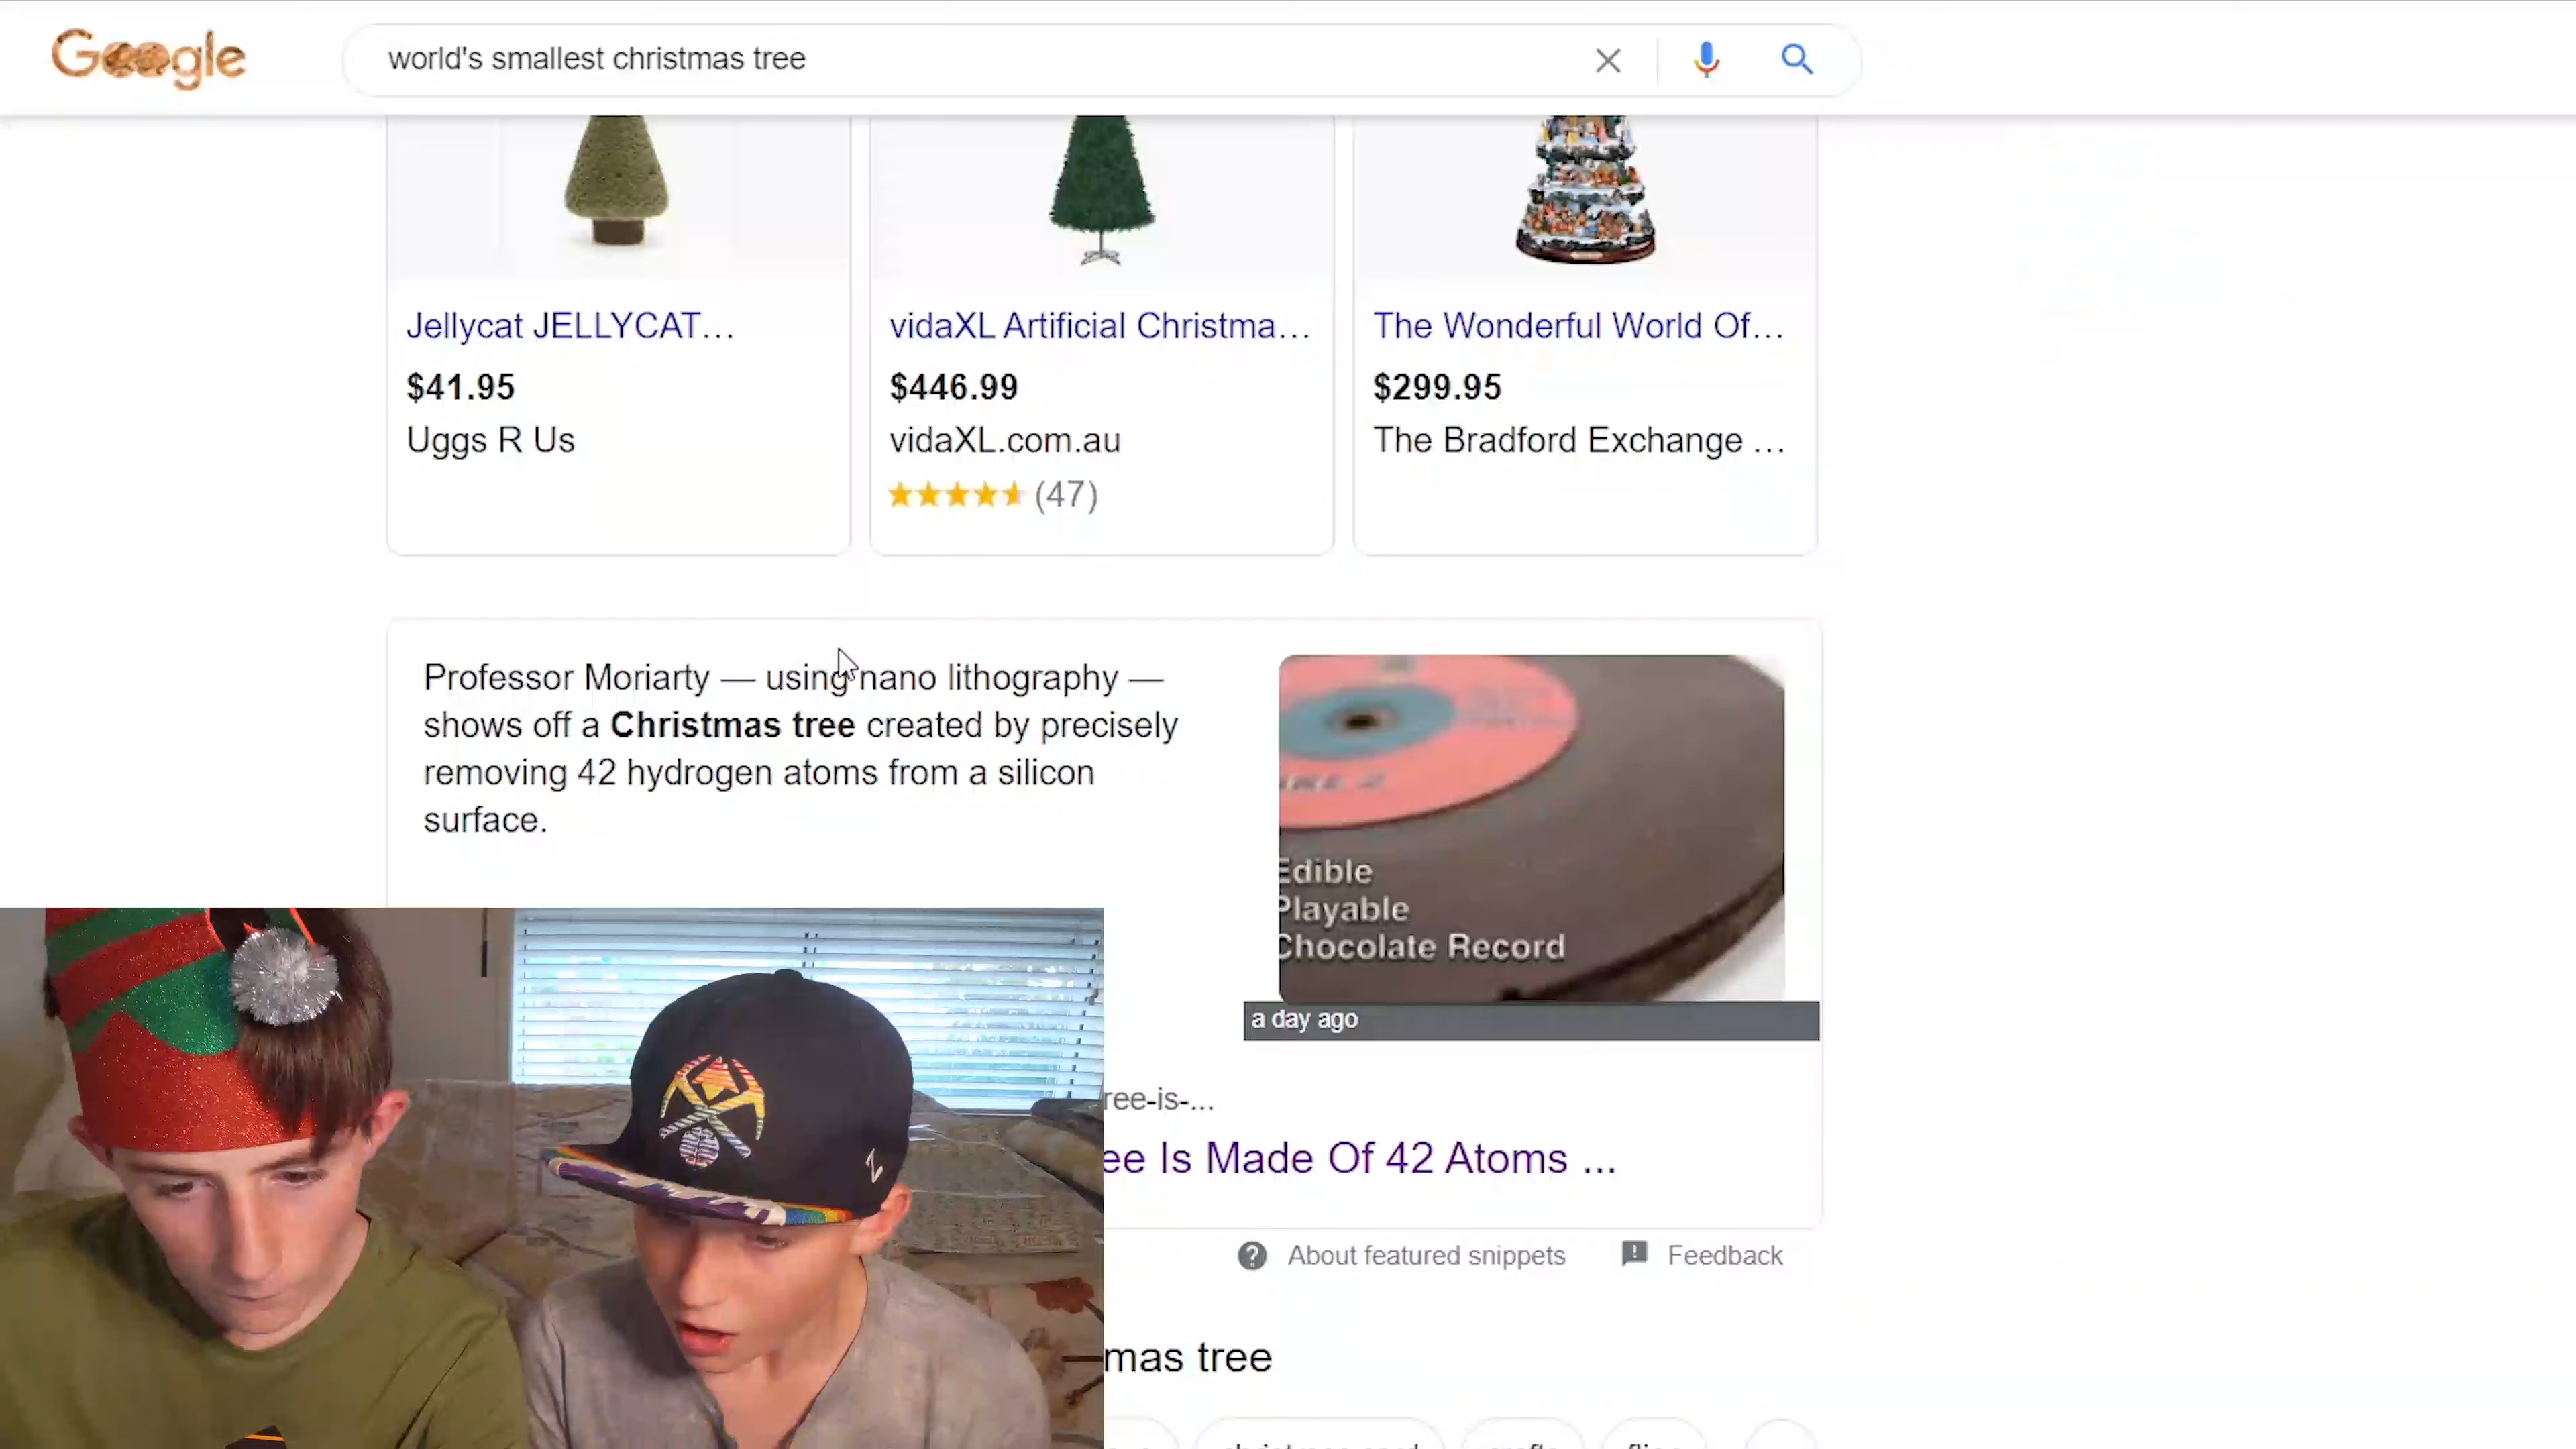 Google
world's smallest christmas tree
Jellycat JELLYCAT...
$41.95
Uggs R Us
vidaXL Artificial Christma...
$446.99
vidaXL.com.au
(47)
The Wonderful World Of...
$299.95
The Bradford Exchange ...
Professor Moriarty — using nano lithography —
shows off a Christmas tree created by precisely
removing 42 hydrogen atoms from a silicon
surface.
Edible
Playable
Chocolate Record
a day ago
ree-is-...
ee Is Made Of 42 Atoms ...
About featured snippets
Feedback
mas tree